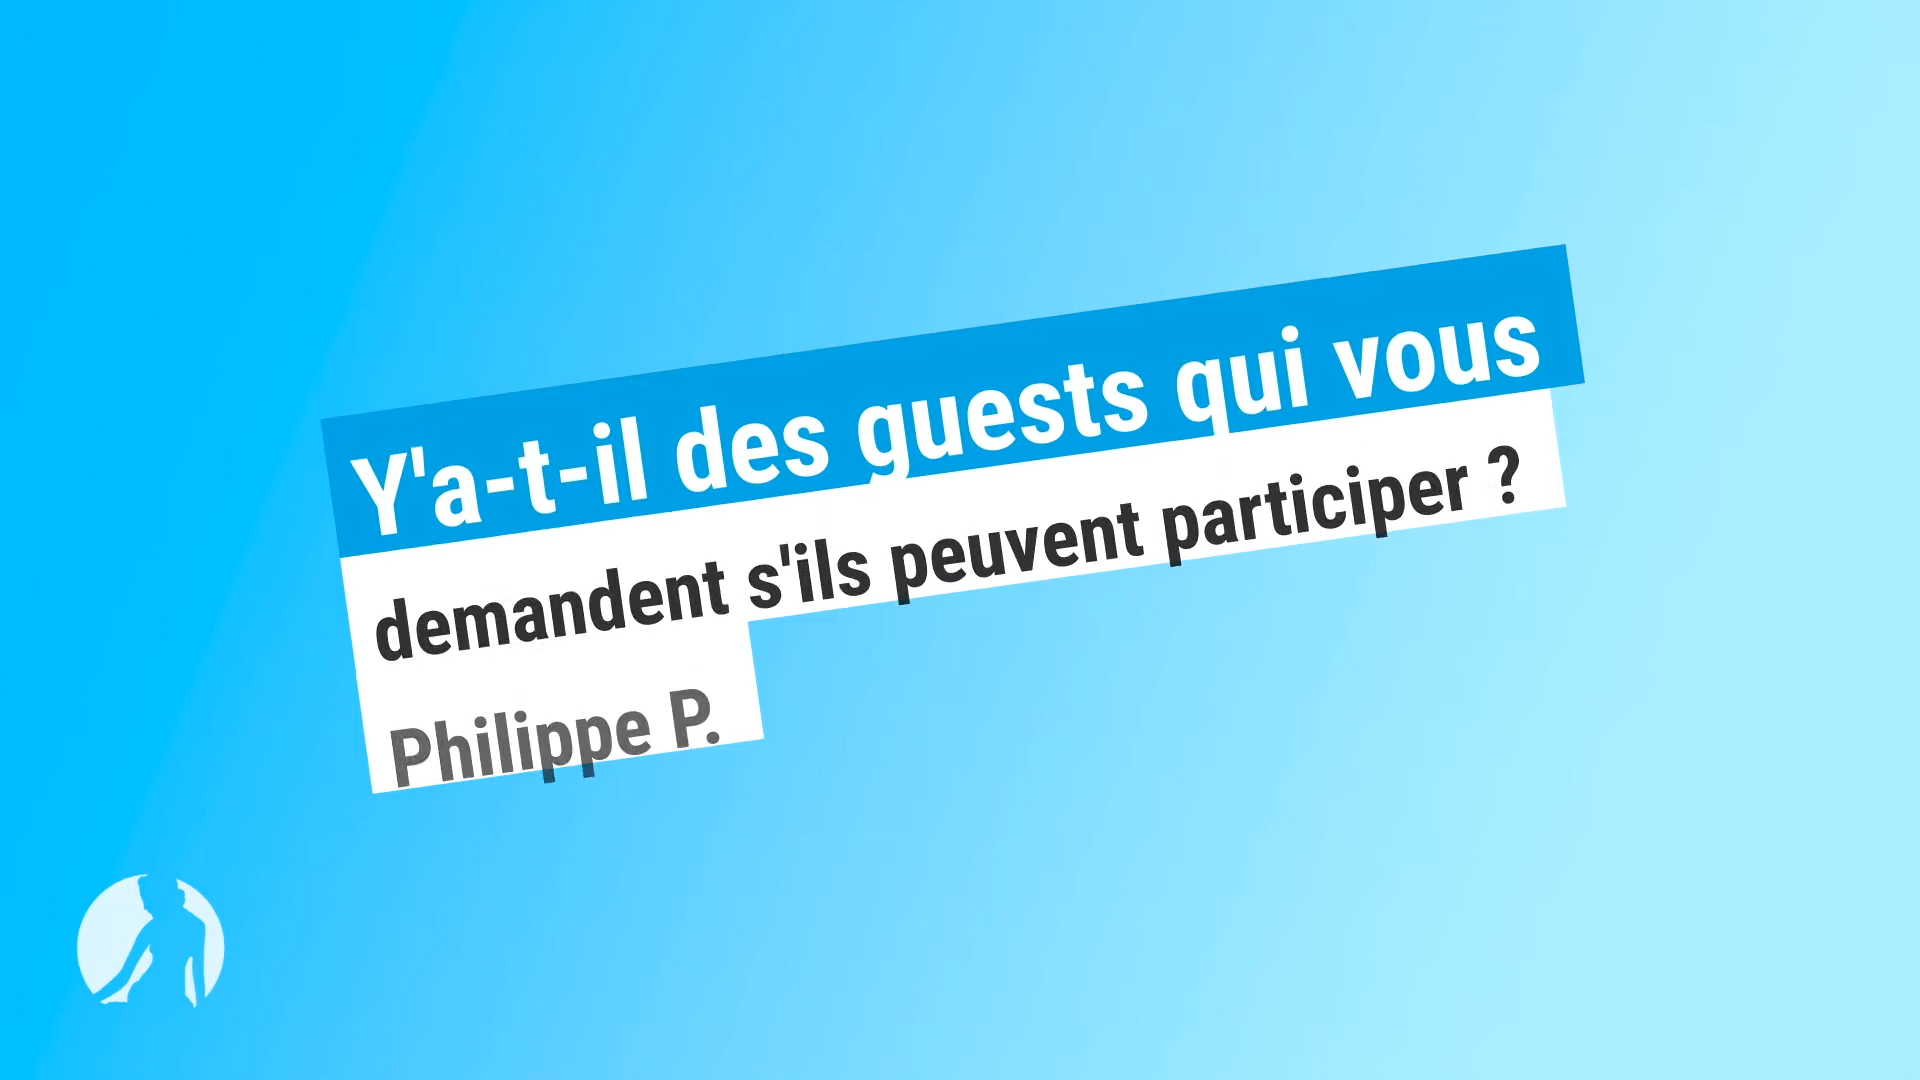 Y'a-t-il des guests qui vous
demandent s'ils peuvent participer ?
Philippe P.